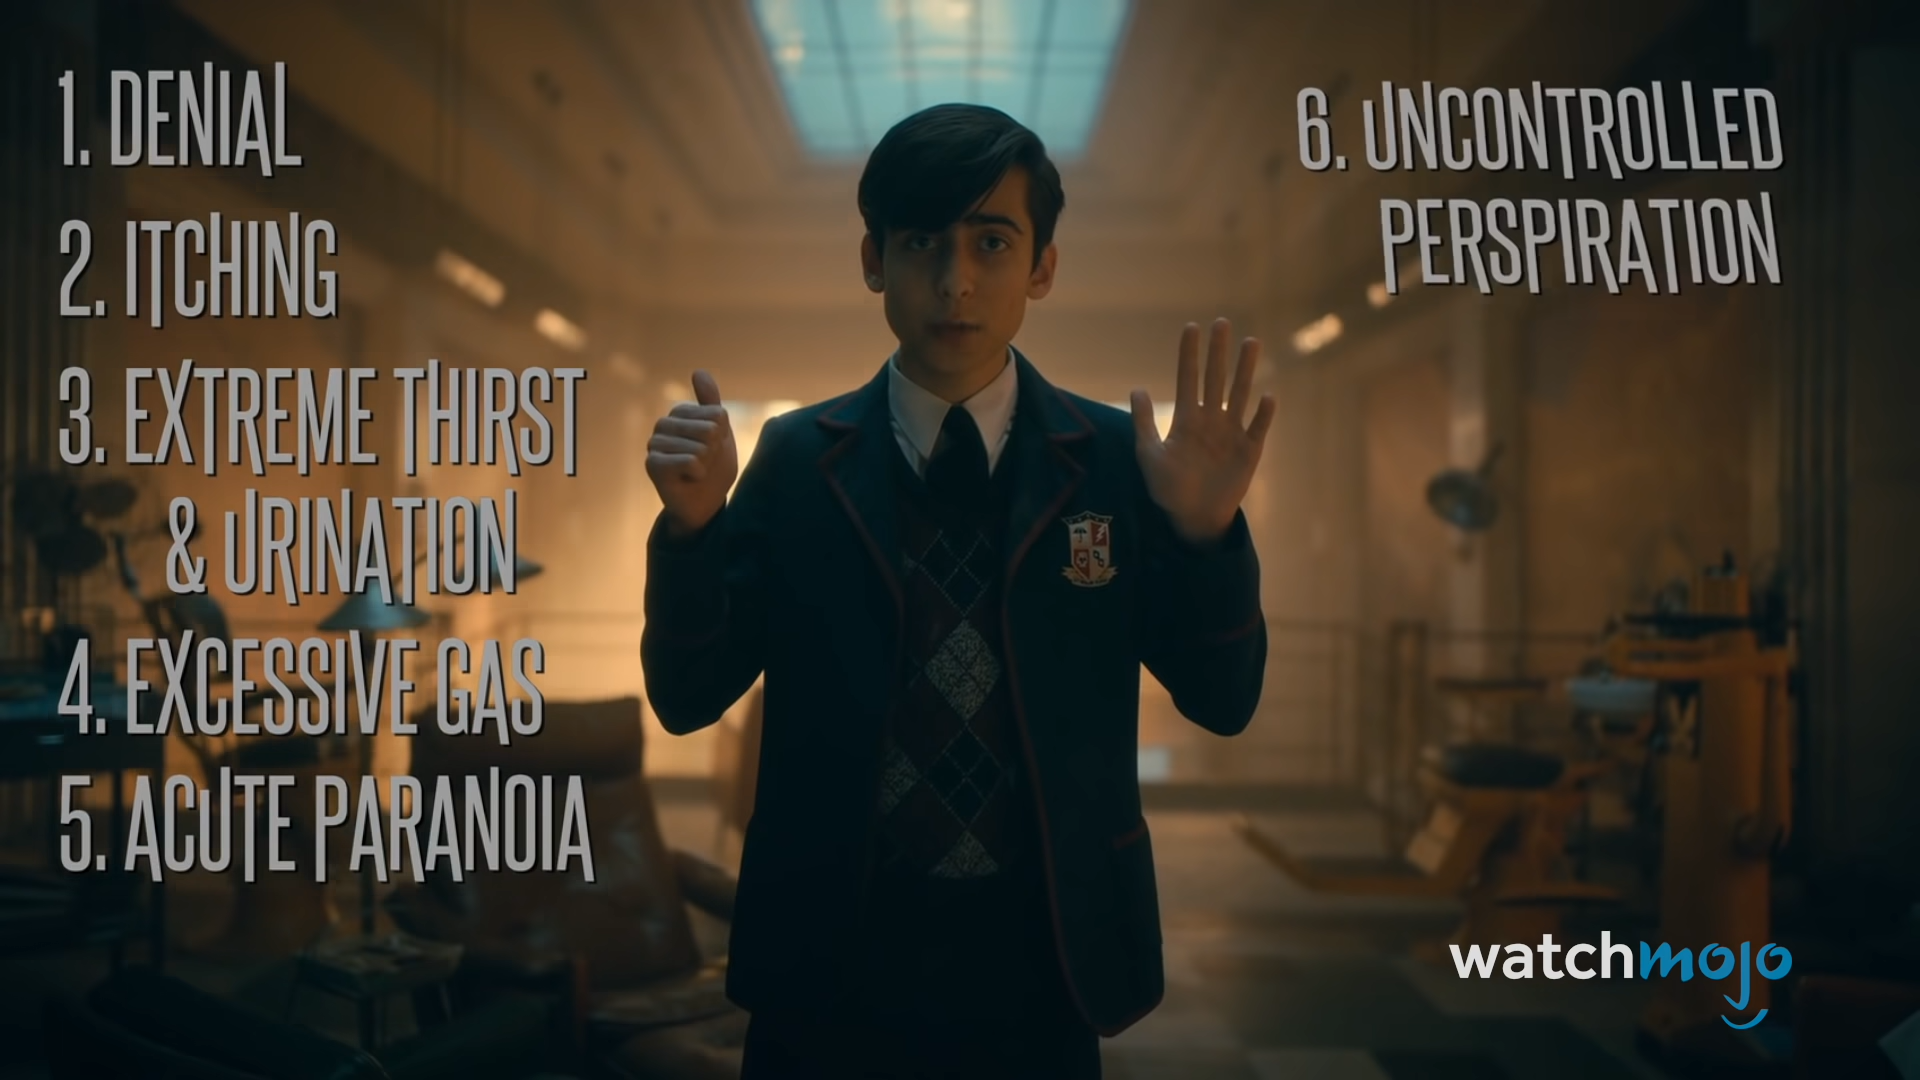 1. DENIAL
2. ITCHING
3. EXTREME THIRST
& URINATION
4. EXCESSIVE GAS
5. ACUTE PARANOIA
6. UNCONTROLLED
PERSPIRATION
watchmojo